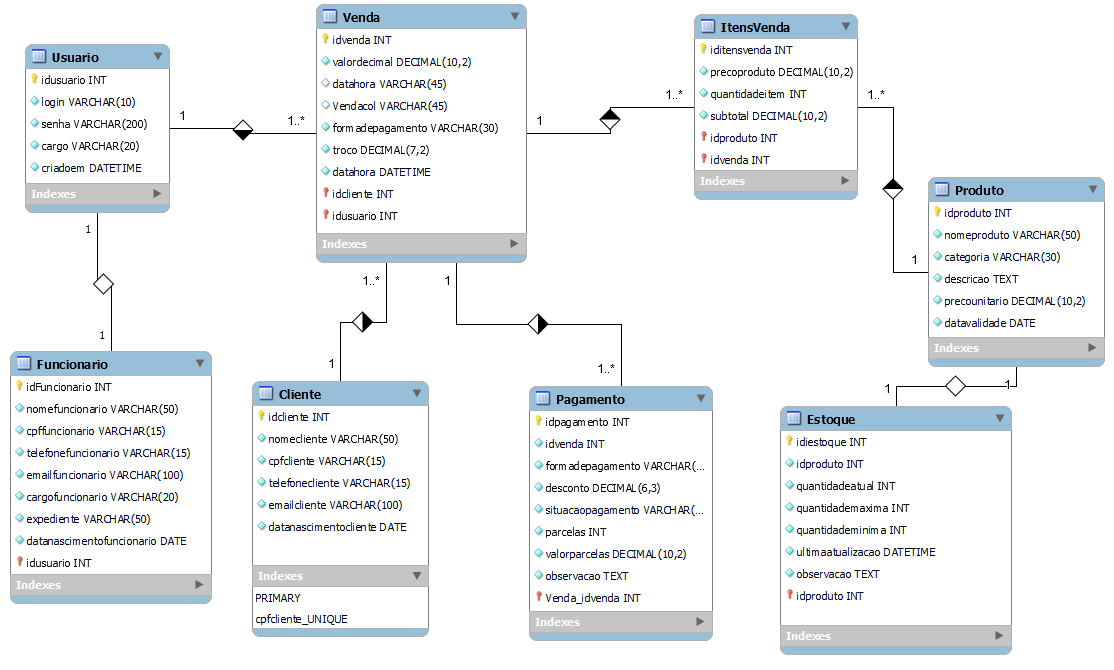 Usuario
idusuario INT
login VARCHAR(10)
senha VARCHAR(200)
cargo VARCHAR(20)
criadoem DATETIME
Indexes
1
1..*
Venda
idvenda INT
valordecimal DECIMAL(10,2)
datahora VARCHAR(45)
Vendacol VARCHAR(45)
formadepagamento VARCHAR(30)
troco DECIMAL(7,2)
datahora DATETIME
idcliente INT
idusuario INT
Indexes
1
1..*
ItensVenda
iditensvenda INT
precoproduto DECIMAL(10,2)
quantidadeitem INT
subtotal DECIMAL(10,2)
idproduto INT
idvenda INT
Indexes
1..*
1
Produto
idproduto INT
nomeproduto VARCHAR(50)
categoria VARCHAR(30)
descricao TEXT
precounitario DECIMAL(10,2)
datavalidade DATE
Indexes
1
1
Funcionario
idFuncionario INT
nomefuncionario VARCHAR(50)
cpffuncionario VARCHAR(15)
telefonefuncionario VARCHAR(15)
emailfuncionario VARCHAR(100)
cargofuncionario VARCHAR(20)
expediente VARCHAR(50)
datanascimentofuncionario DATE
idusuario INT
Indexes
1..*
1
Cliente
idcliente INT
nomecliente VARCHAR(50)
cpfcliente VARCHAR(15)
telefonecliente VARCHAR(15)
emailcliente VARCHAR(100)
datanascimentocliente DATE
Indexes
PRIMARY
cpfcliente_UNIQUE
1
1..*
Pagamento
idpagamento INT
idvenda INT
formadepagamento VARCHAR(...
desconto DECIMAL(6,3)
situacaopagamento VARCHAR(...
parcelas INT
valorparcelas DECIMAL(10,2)
observacao TEXT
Venda_idvenda INT
Indexes
1
1
Estoque
idiestoque INT
idproduto INT
quantidadeatual INT
quantidademaxima INT
quantidademinima INT
ultimaatualizacao DATETIME
observacao TEXT
idproduto INT
Indexes